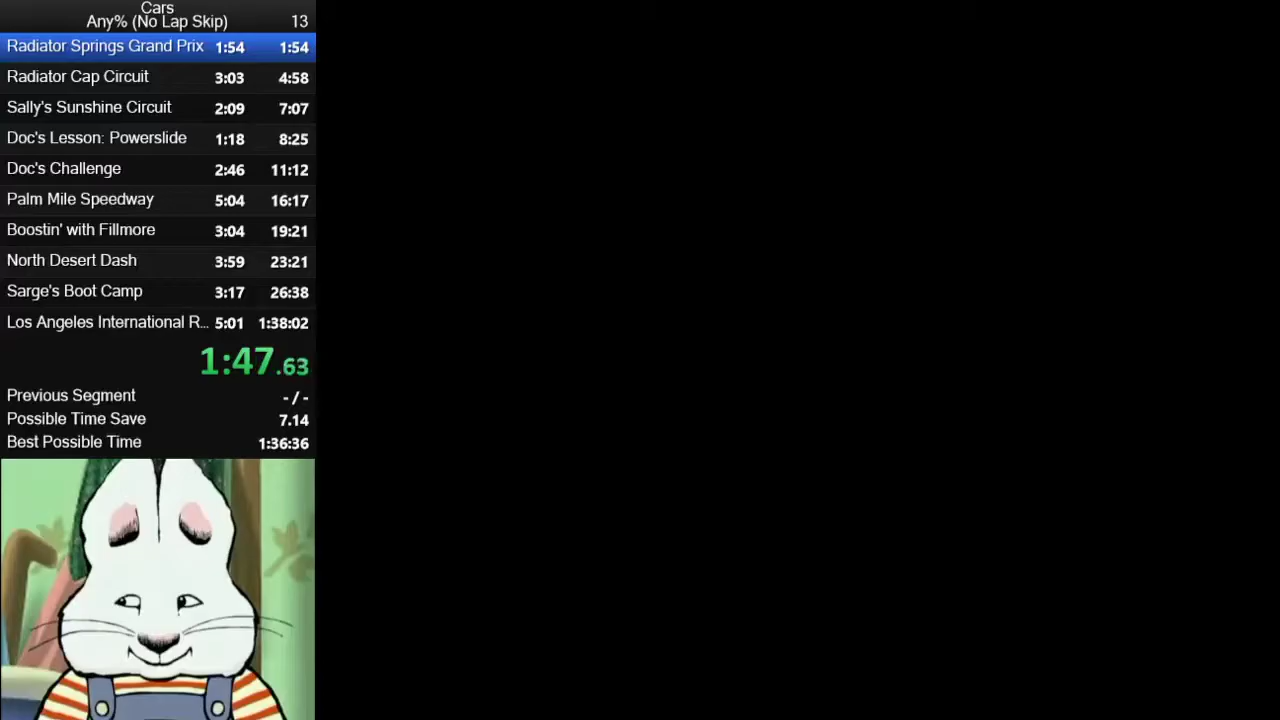 Cars
Any% (No Lap Skip) 13
Radiator Springs Grand Prix 1:54 1:54
Radiator Cap Circuit 3:03 4:58
Sally's Sunshine Circuit 2:09 7:07
Doc's Lesson: Powerslide 1:18 8:25
Doc's Challenge 2:46 11:12
Palm Mile Speedway 5:04 16:17
Boostin' with Fillmore 3:04 19:21
North Desert Dash 3:59 23:21
Sarge's Boot Camp 3:17 26:38
Los Angeles International R... 5:01 1:38:02
1:47.63
Previous Segment - / -
Possible Time Save 7.14
Best Possible Time 1:36:36